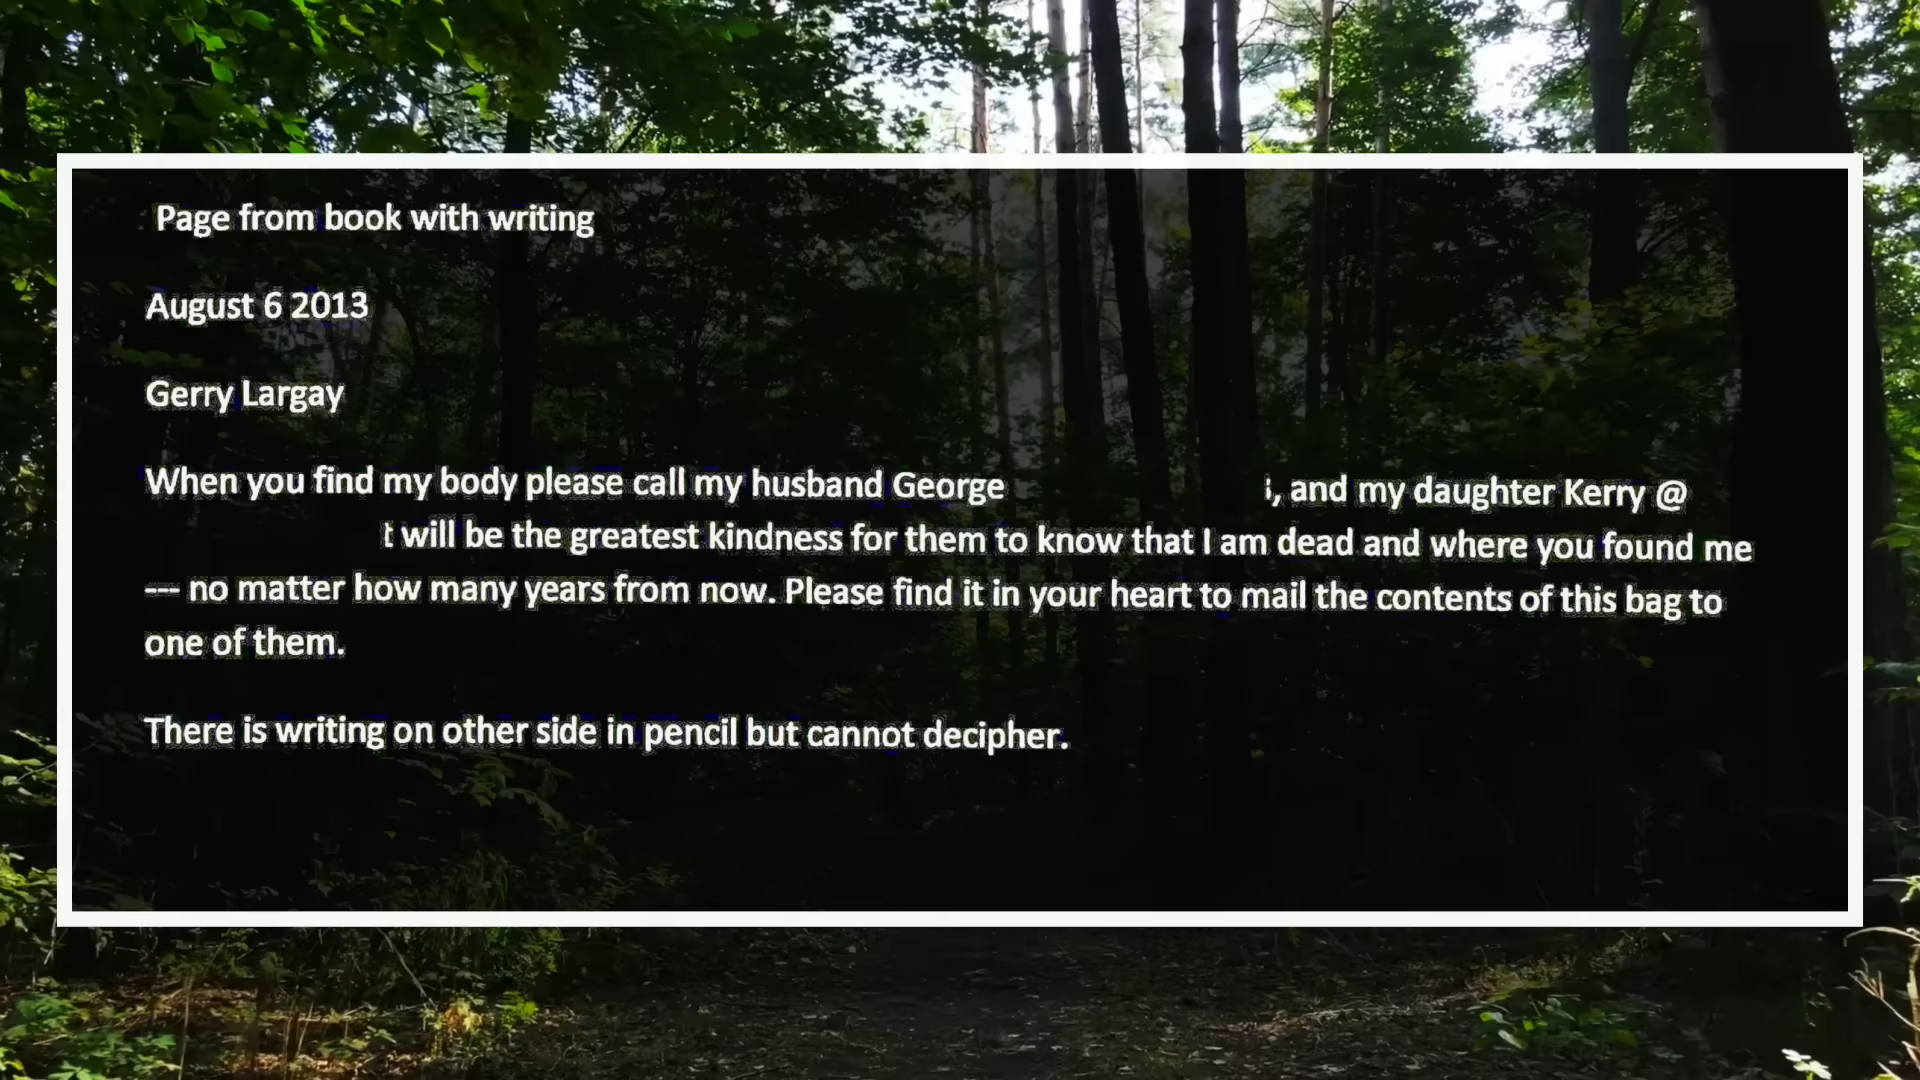 Page from book with writing
August 6 2013
Gerry Largay
When you find my body please call my husband George , and my daughter Kerry @
t will be the greatest kindness for them to know that I am dead and where you found me
--- no matter how many years from now. Please find it in your heart to mail the contents of this bag to
one of them.
There is writing on other side in pencil but cannot decipher.